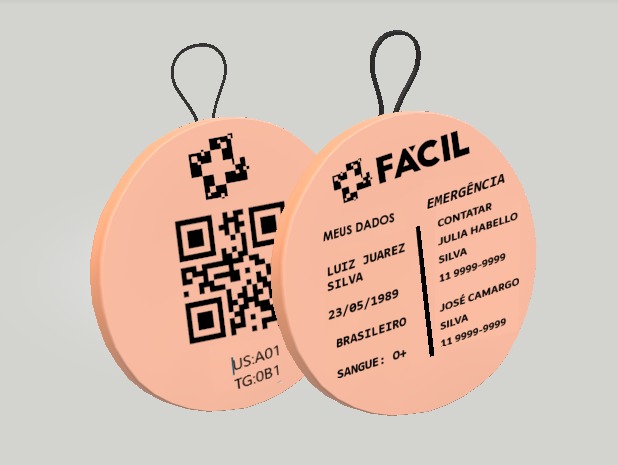 US:A01
TG:0B1
FÁCIL
MEUS DADOS
LUIZ JUAREZ
SILVA
23/05/1989
BRASILEIRO
SANGUE: O+
EMERGÊNCIA
CONTATAR
JULIA HABELLO
SILVA
11 9999-9999
JOSÉ CAMARGO
SILVA
11 9999-9999